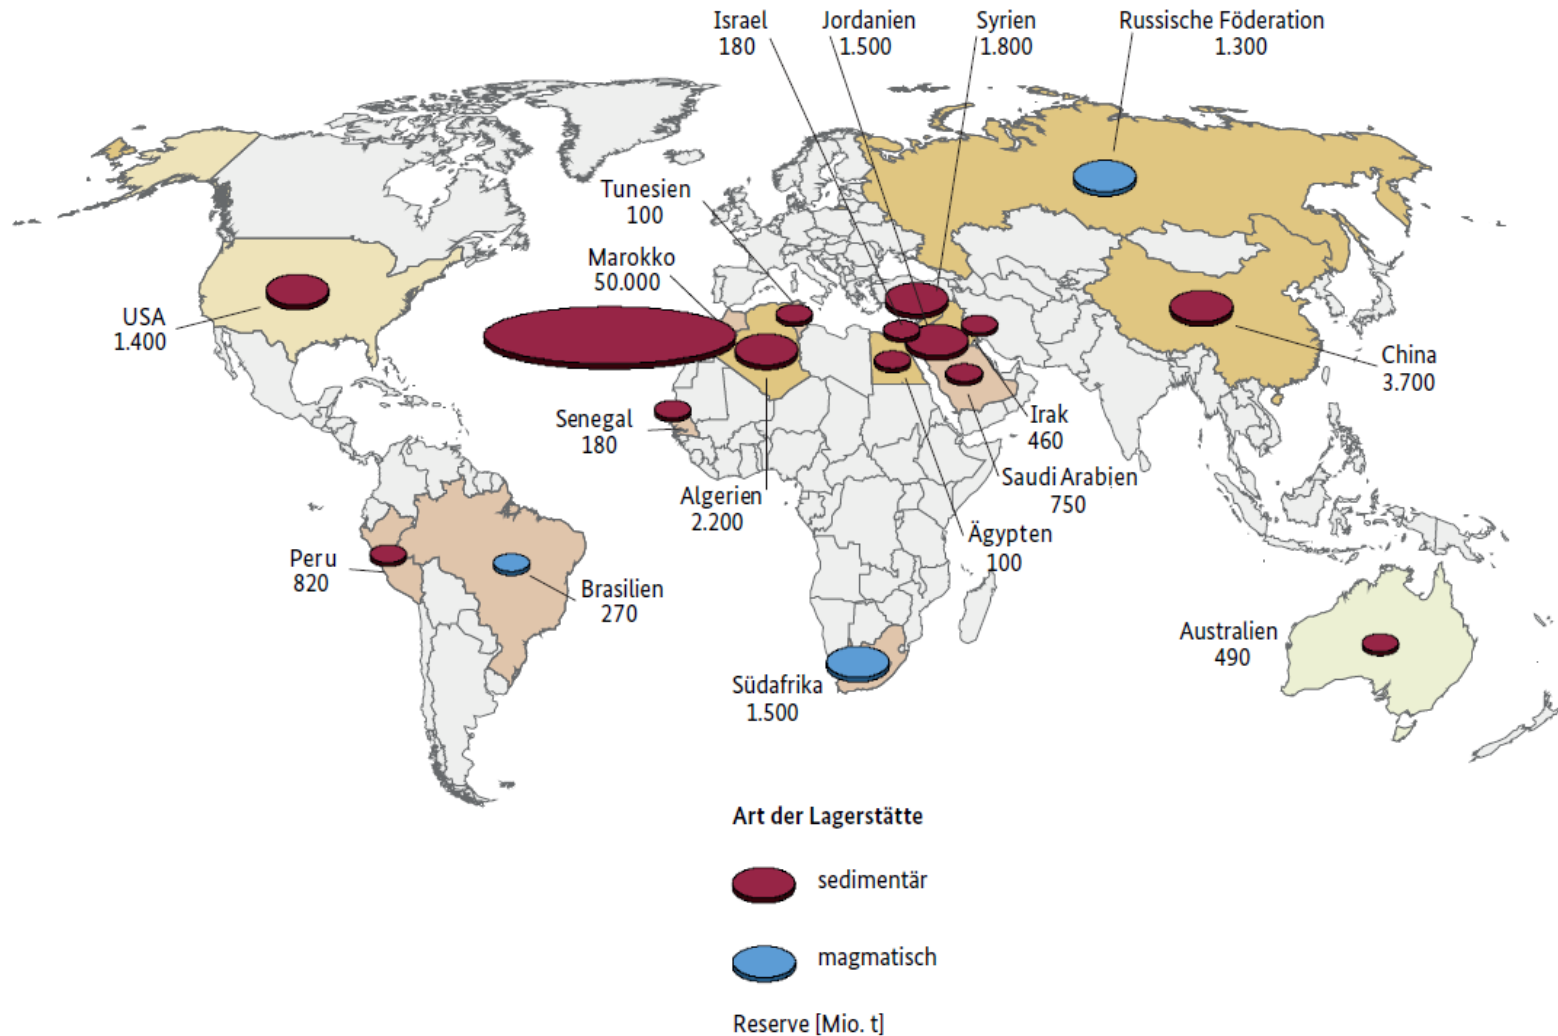 Israel
180
Jordanien
1.500
Syrien
1.800
Russische Föderation
1.300
Tunesien
100
Marokko
50.000
USA
1.400
China
3.700
Senegal
180
Irak
460
Algerien
2.200
Saudi Arabien
750
Ägypten
100
Peru
820
Brasilien
270
Australien
490
Südafrika
1.500
Art der Lagerstätte
sedimentär
magmatisch
Reserve [Mio. t]